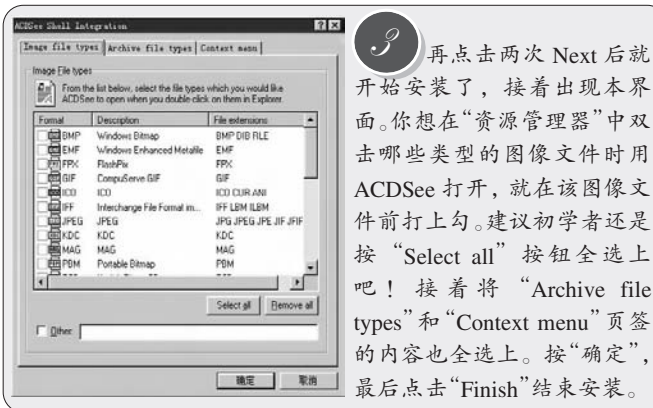 ACDSee Shell Integration
Image file types Archive file types Context menu
Image File types
From the list below, select the file types which you would like
ACDSee to open when you double-click on them in Explorer.
Format Description File extensions
BMP Windows Bitmap BMP DIB RLE
EMF Windows Enhanced Metafile EMF
FPX FlashPix FPX
GIF CompuServe GIF GIF
ICO ICO ICO CUR ANI
IFF Interchange File Format im... IFF LBM ILBM
JPEG JPEG JPG JPEG JPE JIF JFIF
KDC KDC KDC
MAG MAG MAG
PBM Portable Bitmap PBM
Select all Remove all
Other:
确定 取消
3 再点击两次 Next 后就
开始安装了，接着出现本界
面。你想在“资源管理器”中双
击哪些类型的图像文件时用
ACDSee 打开，就在该图像文
件前打上勾。建议初学者还是
按“Select all”按钮全选上
吧！接着将“Archive file
types”和“Context menu”页签
的内容也全选上。按“确定”，
最后点击“Finish”结束安装。